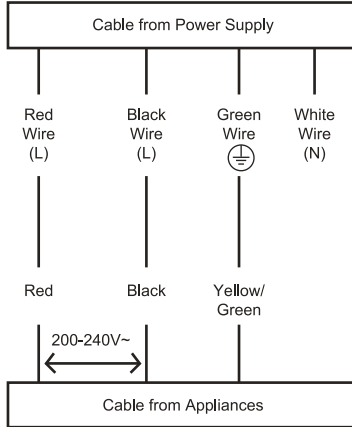 Cable from Power Supply
Red
Wire
(L)
Black
Wire
(L)
Green
Wire
White
Wire
(N)
Red
Black
Yellow/
Green
200-240V~
Cable from Appliances